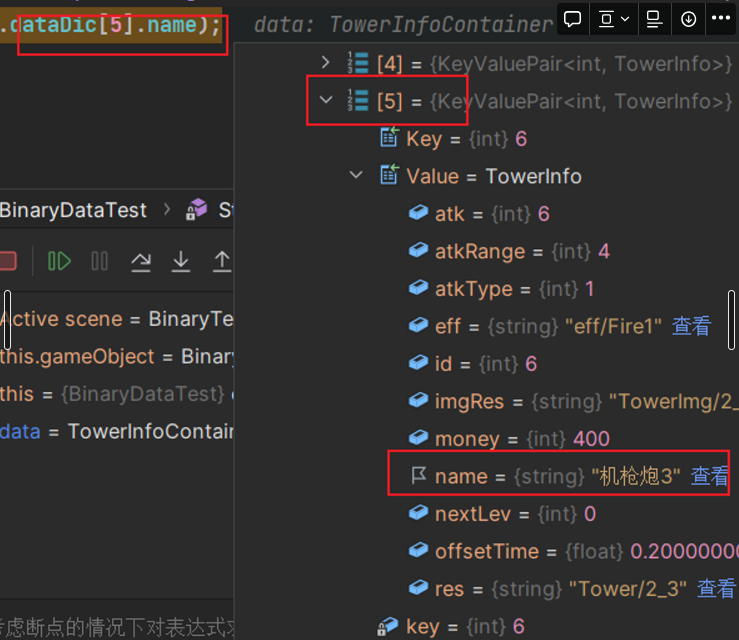 .dataDic[5].name);
data: TowerInfoContainer
[4] = {KeyValuePair<int, TowerInfo>}
[5] = {KeyValuePair<int, TowerInfo>}
Key = {int} 6
Value = TowerInfo
atk = {int} 6
atkRange = {int} 4
atkType = {int} 1
eff = {string} "eff/Fire1" 查看
id = {int} 6
imgRes = {string} "TowerImg/2_
money = {int} 400
name = {string} "机枪炮3" 查看
nextLev = {int} 0
offsetTime = {float} 0.20000000
res = {string} "Tower/2_3" 查看
key = {int} 6
BinaryDataTest
Active scene = BinaryTe
this.gameObject = Binar
this = {BinaryDataTest}
data = TowerInfoContain
考虑断点的情况下对表达式求